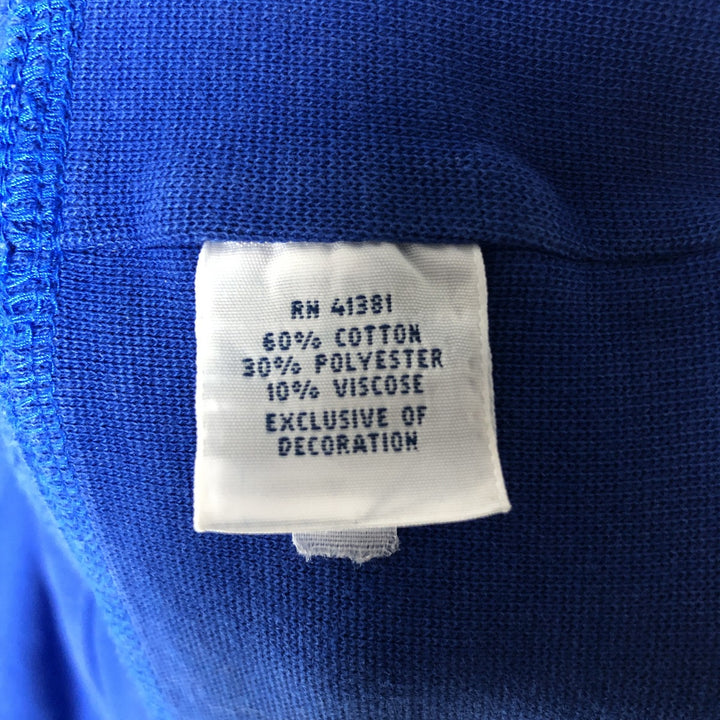 RN 41381
60% COTTON
30% POLYESTER
10% VISCOSE
EXCLUSIVE OF
DECORATION